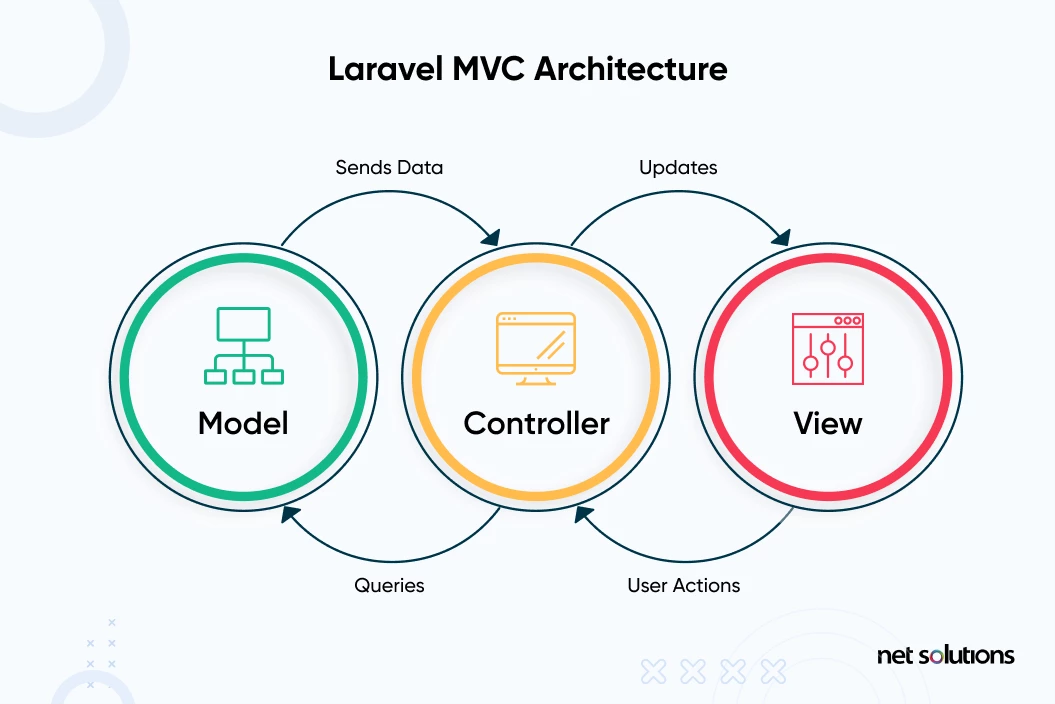 Laravel MVC Architecture
Sends Data
Updates
Model
Controller
View
Queries
User Actions
net solutions